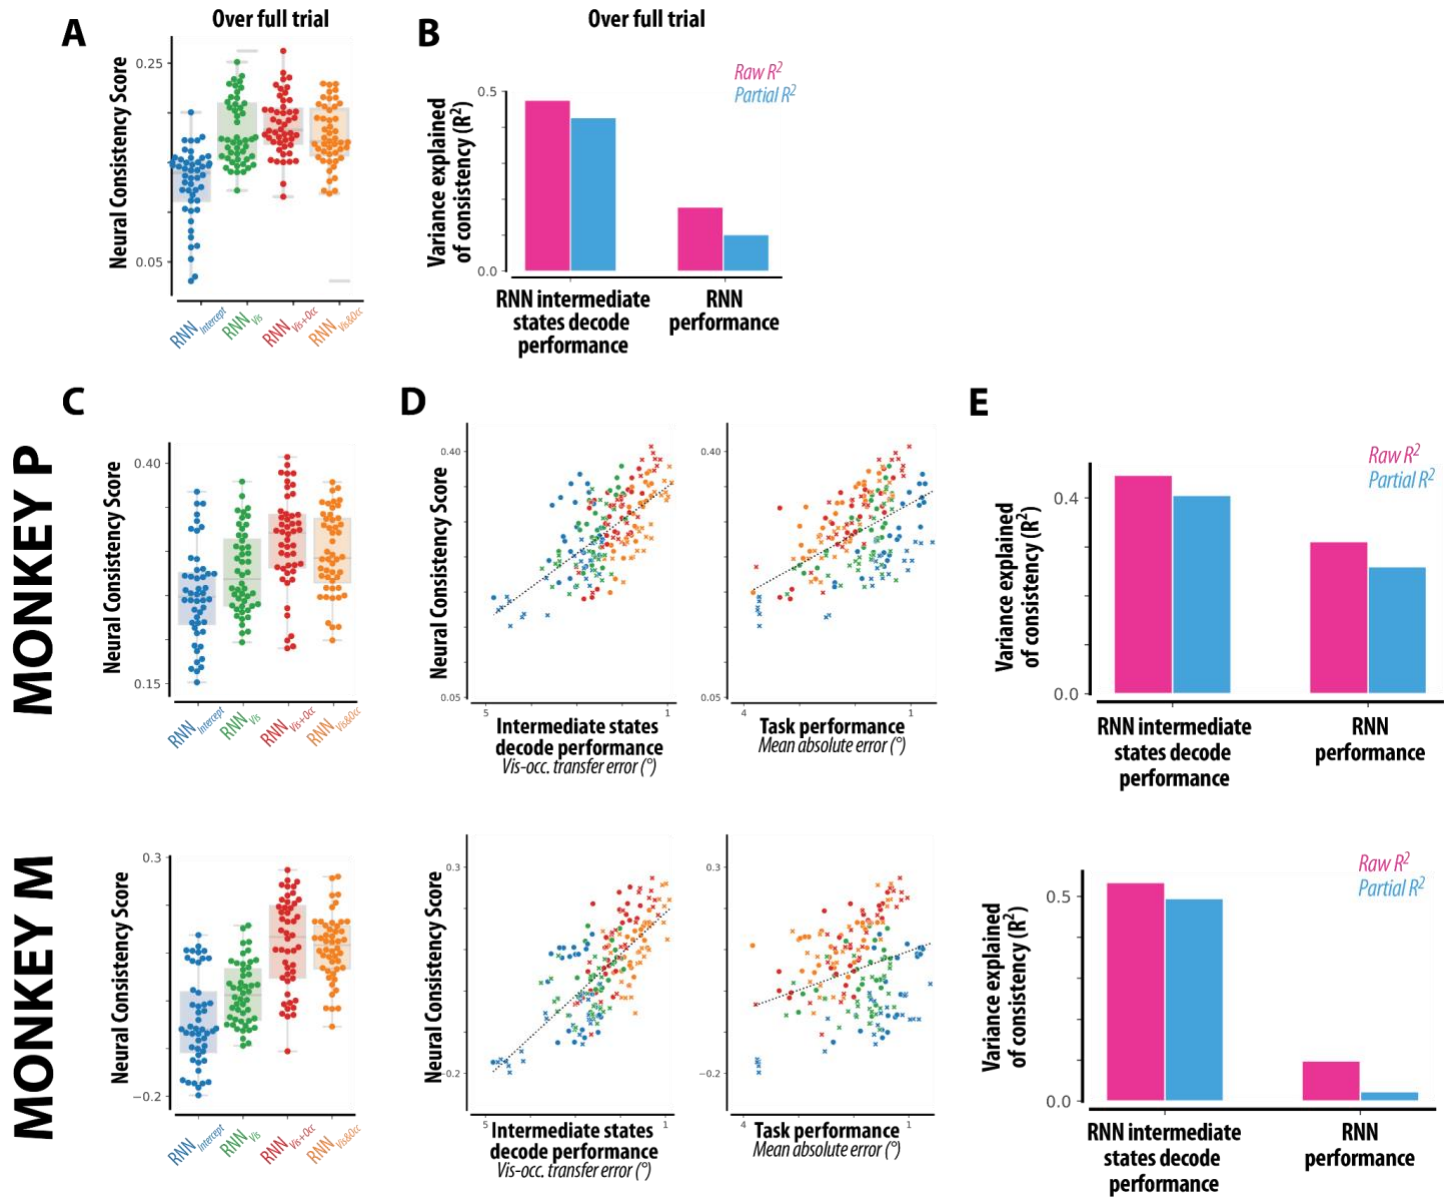 A
Over full trial
Neural Consistency Score
0.25
0.05
RNN Intercept
RNN Vis
RNN Vis+Occ
RNN Vis&Occ
B
Over full trial
Raw R²
Partial R²
Variance explained
of consistency (R²)
0.5
0.0
RNN intermediate
states decode
performance
RNN
performance
MONKEY P
C
Neural Consistency Score
0.40
0.15
RNN Intercept
RNN Vis
RNN Vis+Occ
RNN Vis&Occ
D
Neural Consistency Score
0.40
0.05
5
1
Intermediate states
decode performance
Vis-occ. transfer error (°)
0.40
0.05
4
1
Task performance
Mean absolute error (°)
E
Raw R²
Partial R²
Variance explained
of consistency (R²)
0.4
0.0
RNN intermediate
states decode
performance
RNN
performance
MONKEY M
Neural Consistency Score
0.3
−0.2
RNN Intercept
RNN Vis
RNN Vis+Occ
RNN Vis&Occ
Neural Consistency Score
0.3
−0.2
5
1
Intermediate states
decode performance
Vis-occ. transfer error (°)
0.3
−0.2
4
1
Task performance
Mean absolute error (°)
Raw R²
Partial R²
Variance explained
of consistency (R²)
0.5
0.0
RNN intermediate
states decode
performance
RNN
performance